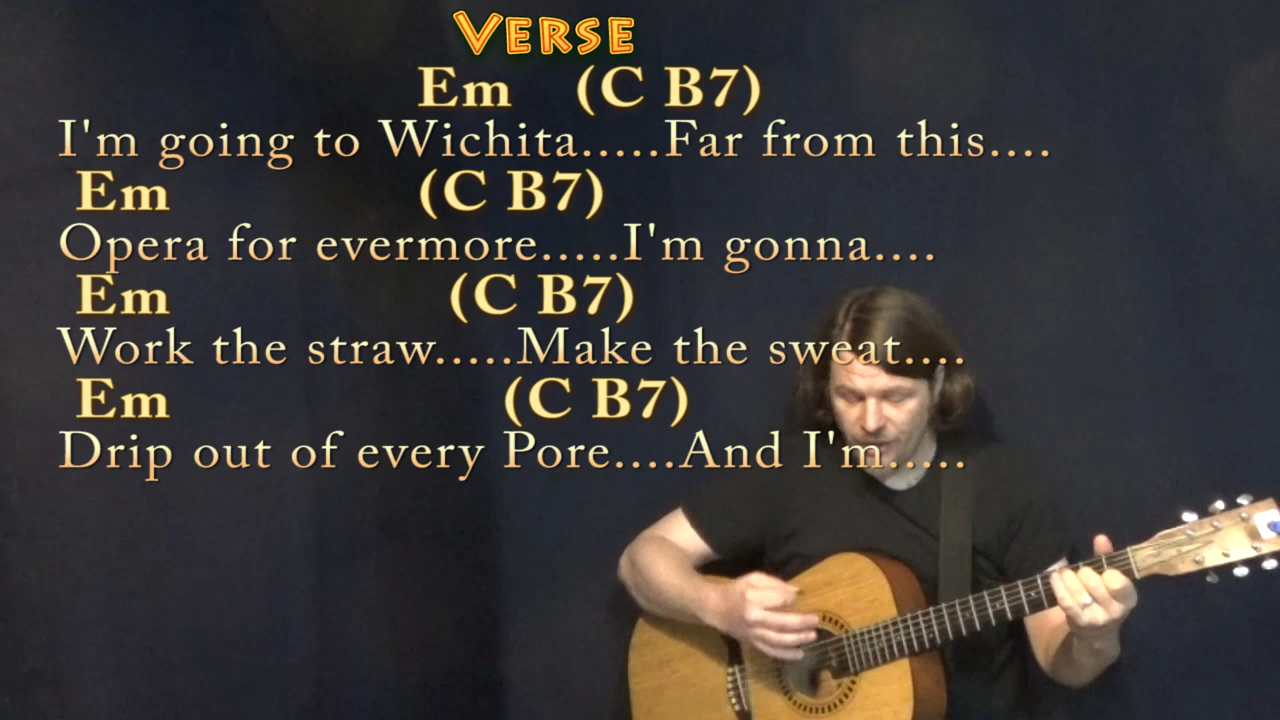 VERSE
Em (C B7)
I'm going to Wichita.....Far from this....
Em (C B7)
Opera for evermore.....I'm gonna....
Em (C B7)
Work the straw.....Make the sweat....
Em (C B7)
Drip out of every Pore....And I'm.....